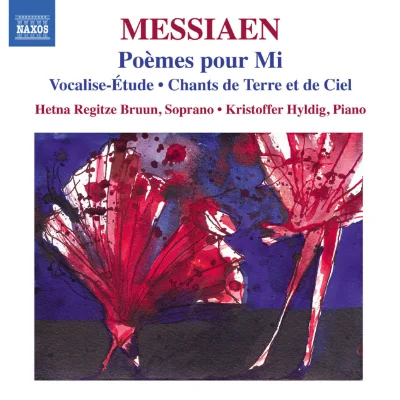 NAXOS
MESSIAEN
Poèmes pour Mi
Vocalise-Étude • Chants de Terre et de Ciel
Hetna Regitze Bruun, Soprano • Kristoffer Hyldig, Piano